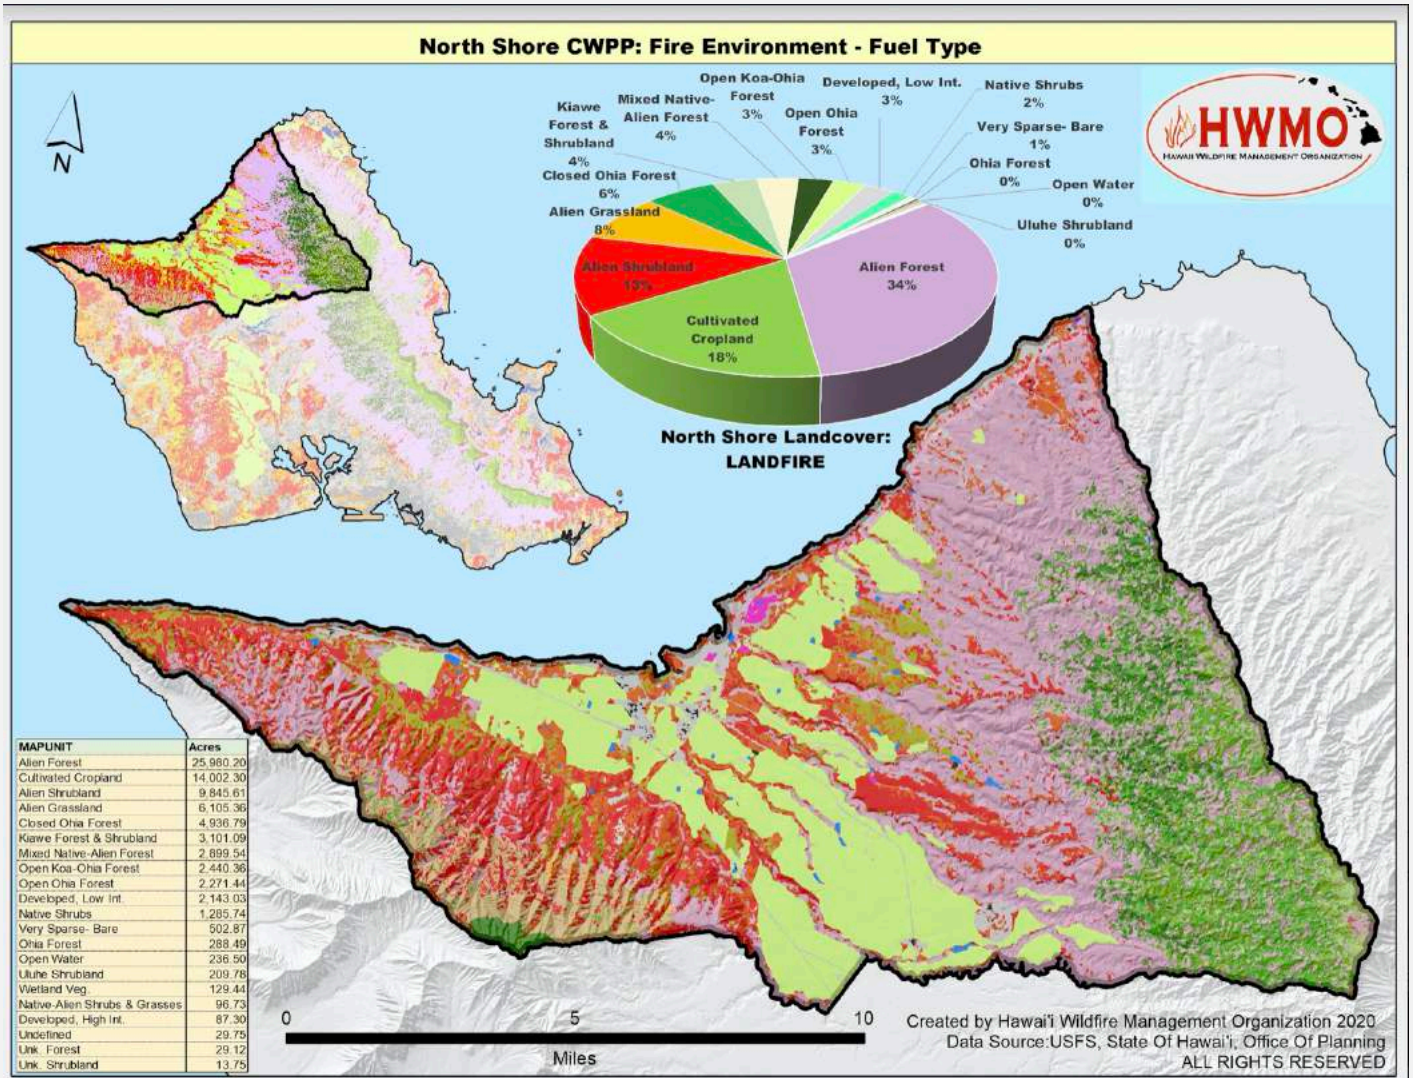 North Shore CWPP: Fire Environment - Fuel Type
N
Kiawe
Forest &
Shrubland
4%
Mixed Native-
Alien Forest
4%
Open Koa-Ohia
Forest
3%
Open Ohia
Forest
3%
Developed, Low Int.
3%
Native Shrubs
2%
Very Sparse- Bare
1%
Ohia Forest
0%
Open Water
0%
Uluhe Shrubland
0%
Closed Ohia Forest
6%
Alien Grassland
8%
Alien Shrubland
13%
Cultivated
Cropland
18%
Alien Forest
34%
North Shore Landcover:
LANDFIRE
HWMO
HAWAII WILDFIRE MANAGEMENT ORGANIZATION
MAPUNIT Acres
Alien Forest 25,980.20
Cultivated Cropland 14,002.30
Alien Shrubland 9,845.61
Alien Grassland 6,105.36
Closed Ohia Forest 4,936.79
Kiawe Forest & Shrubland 3,101.09
Mixed Native-Alien Forest 2,899.54
Open Koa-Ohia Forest 2,440.36
Open Ohia Forest 2,271.44
Developed, Low Int. 2,143.03
Native Shrubs 1,285.74
Very Sparse- Bare 502.87
Ohia Forest 288.49
Open Water 236.50
Uluhe Shrubland 209.78
Wetland Veg. 129.44
Native-Alien Shrubs & Grasses 96.73
Developed, High Int. 87.30
Undefined 29.75
Unk. Forest 29.12
Unk. Shrubland 13.75
0 5 10
Miles
Created by Hawai'i Wildfire Management Organization 2020
Data Source:USFS, State Of Hawai'i, Office Of Planning
ALL RIGHTS RESERVED